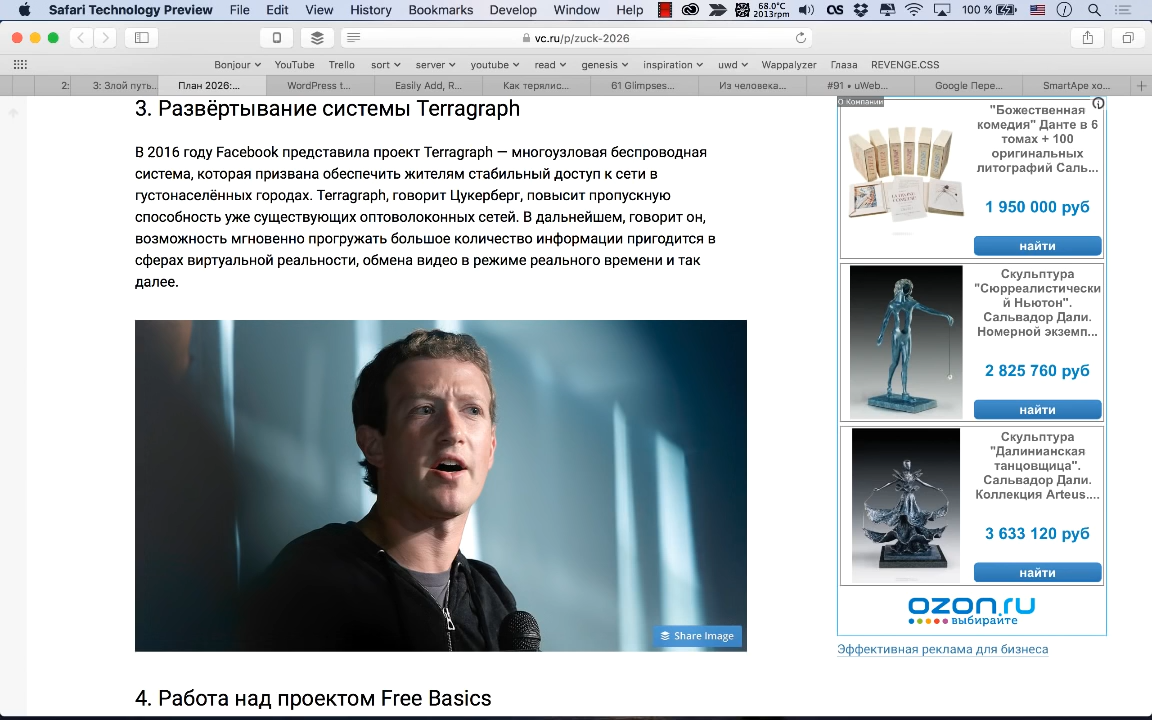 Safari Technology Preview File Edit View History Bookmarks Develop Window Help 68.0°C 2013rpm 100 %
vc.ru/p/zuck-2026
Bonjour YouTube Trello sort server youtube read genesis inspiration uwd Wappalyzer Глаза REVENGE.CSS
2: 3: Злой путь... План 2026:... WordPress t... Easily Add, R... Как терялис... 61 Glimpses... Из человека... #91 • uWeb... Google Пере... SmartApe хо...
3. Развёртывание системы Terragraph
В 2016 году Facebook представила проект Terragraph — многоузловая беспроводная
система, которая призвана обеспечить жителям стабильный доступ к сети в
густонаселённых городах. Terragraph, говорит Цукерберг, повысит пропускную
способность уже существующих оптоволоконных сетей. В дальнейшем, говорит он,
возможность мгновенно прогружать большое количество информации пригодится в
сферах виртуальной реальности, обмена видео в режиме реального времени и так
далее.
Share Image
4. Работа над проектом Free Basics
О Компании
"Божественная
комедия" Данте в 6
томах + 100
оригинальных
литографий Саль...
1 950 000 руб
найти
Скульптура
"Сюрреалистически
й Ньютон".
Сальвадор Дали.
Номерной экземп...
2 825 760 руб
найти
Скульптура
"Далинианская
танцовщица".
Сальвадор Дали.
Коллекция Arteus....
3 633 120 руб
найти
ozon.ru
выбирайте
Эффективная реклама для бизнеса